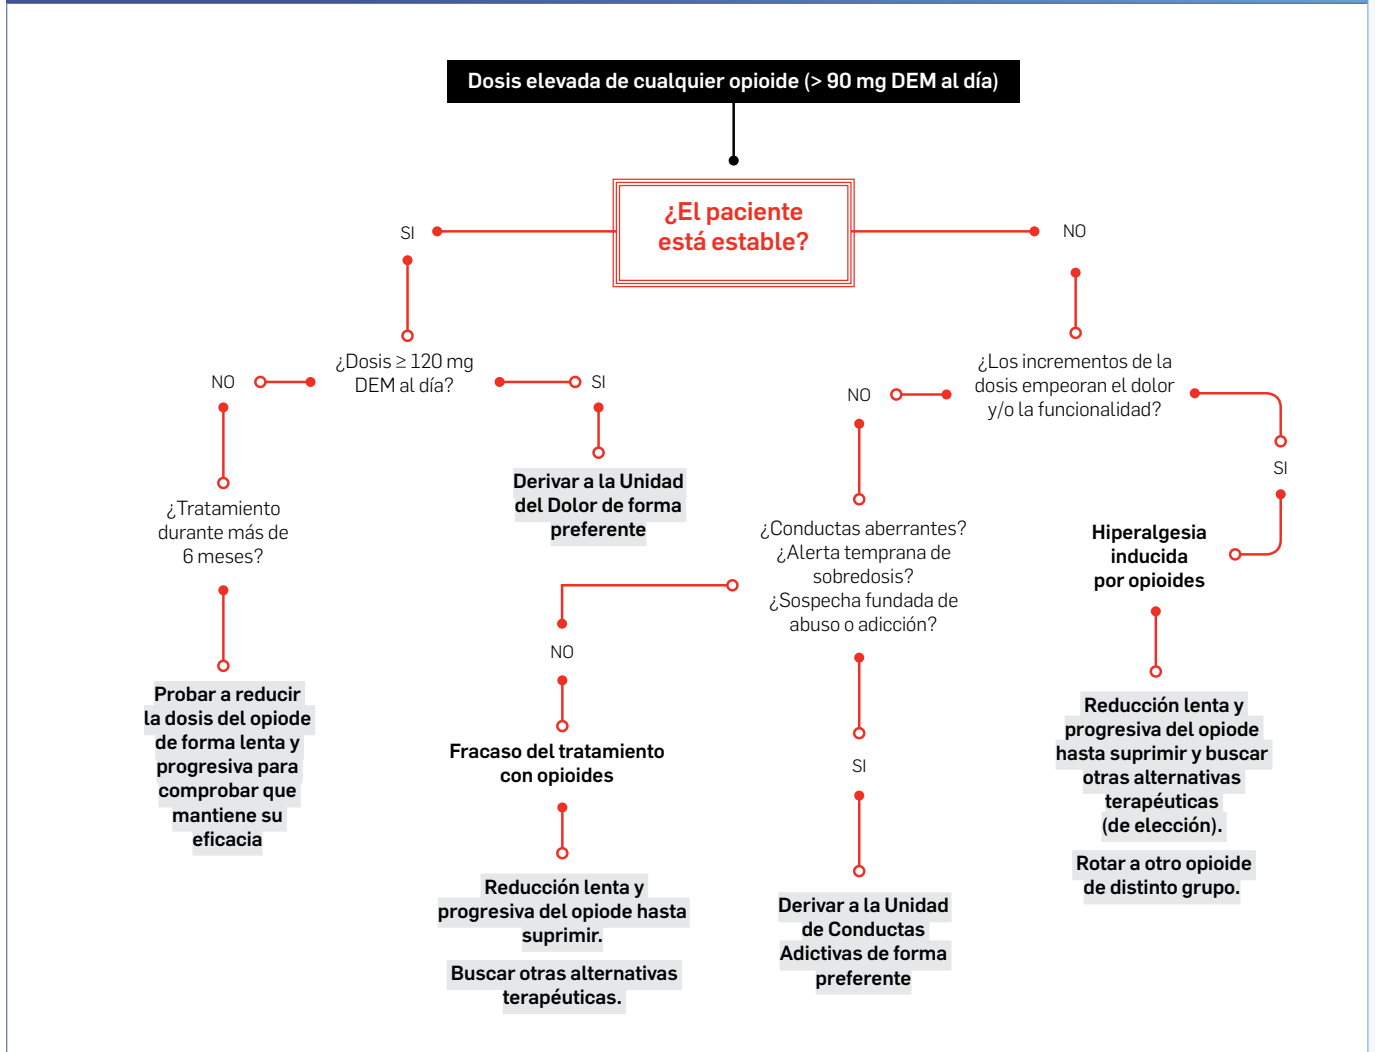 Dosis elevada de cualquier opioide (> 90 mg DEM al día)
¿El paciente
está estable?
SI
NO
¿Dosis ≥ 120 mg
DEM al día?
NO
SI
¿Los incrementos de la
dosis empeoran el dolor
y/o la funcionalidad?
NO
SI
Derivar a la Unidad
del Dolor de forma
preferente
¿Tratamiento
durante más de
6 meses?
¿Conductas aberrantes?
¿Alerta temprana de
sobredosis?
¿Sospecha fundada de
abuso o adicción?
Hiperalgesia
inducida
por opioides
NO
SI
Probar a reducir
la dosis del opiode
de forma lenta y
progresiva para
comprobar que
mantiene su
eficacia
Fracaso del tratamiento
con opioides
Reducción lenta y
progresiva del opiode hasta
suprimir.
Buscar otras alternativas
terapéuticas.
Derivar a la Unidad
de Conductas
Adictivas de forma
preferente
Reducción lenta y
progresiva del opiode
hasta suprimir y buscar
otras alternativas
terapéuticas
(de elección).
Rotar a otro opioide
de distinto grupo.